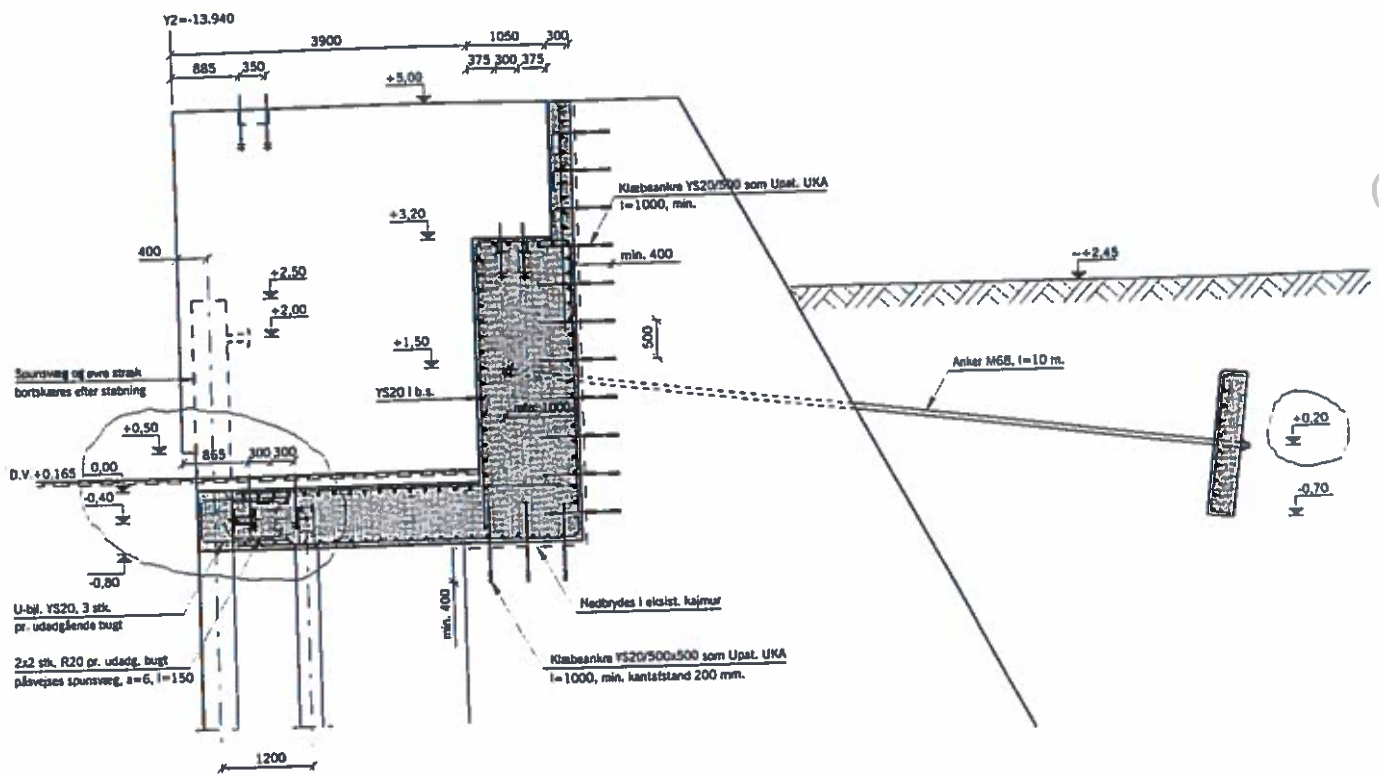 Y2=-13.940
3900
1050
300
375
300
375
885
350
+5,00
Klæbeankre YS20/500 som Upat. UKA
l=1000, min.
+3,20
min. 400
~+2,45
400
+2,50
+2,00
+1,50
500
Anker M68, l=10 m.
Spunsvæg og øvre stræk
bortskæres efter støbning
YS20 i b.s.
1000
+0,50
+0,20
865
300
300
D.V. +0.165
0,00
-0,40
-0,70
-0,80
U-bjl. YS20, 3 stk.
pr. udadgående bugt
min. 400
Nedbrydes i eksist. kajmur
2x2 stk. R20 pr. udadg. bugt
påsvejses spunsvæg, a=6, l=150
Klæbeankre YS20/500x500 som Upat. UKA
l=1000, min. kantafstand 200 mm.
1200